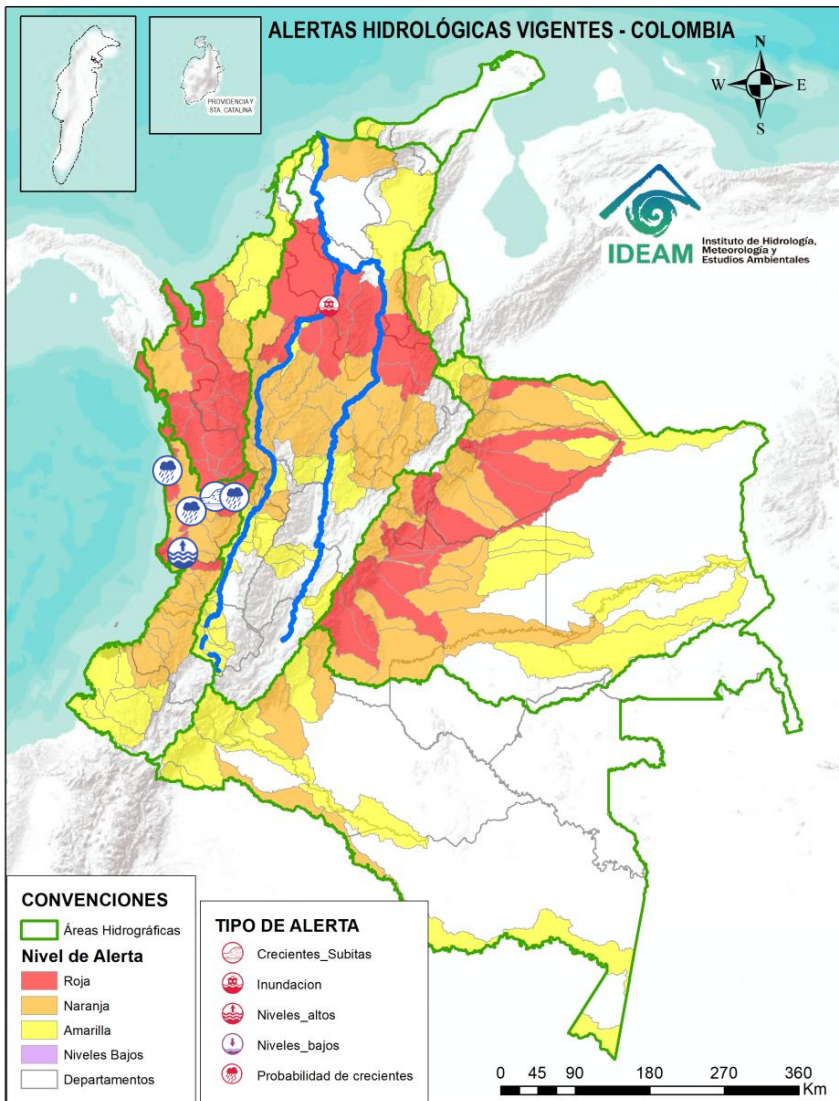 ALERTAS HIDROLÓGICAS VIGENTES - COLOMBIA
PROVIDENCIA Y
STA. CATALINA
N
W
E
S
IDEAM
Instituto de Hidrología,
Meteorología y
Estudios Ambientales
CONVENCIONES
Áreas Hidrográficas
Nivel de Alerta
Roja
Naranja
Amarilla
Niveles Bajos
Departamentos
TIPO DE ALERTA
Crecientes_Subitas
Inundacion
Niveles_altos
Niveles_bajos
Probabilidad de crecientes
0 45 90 180 270 360
Km